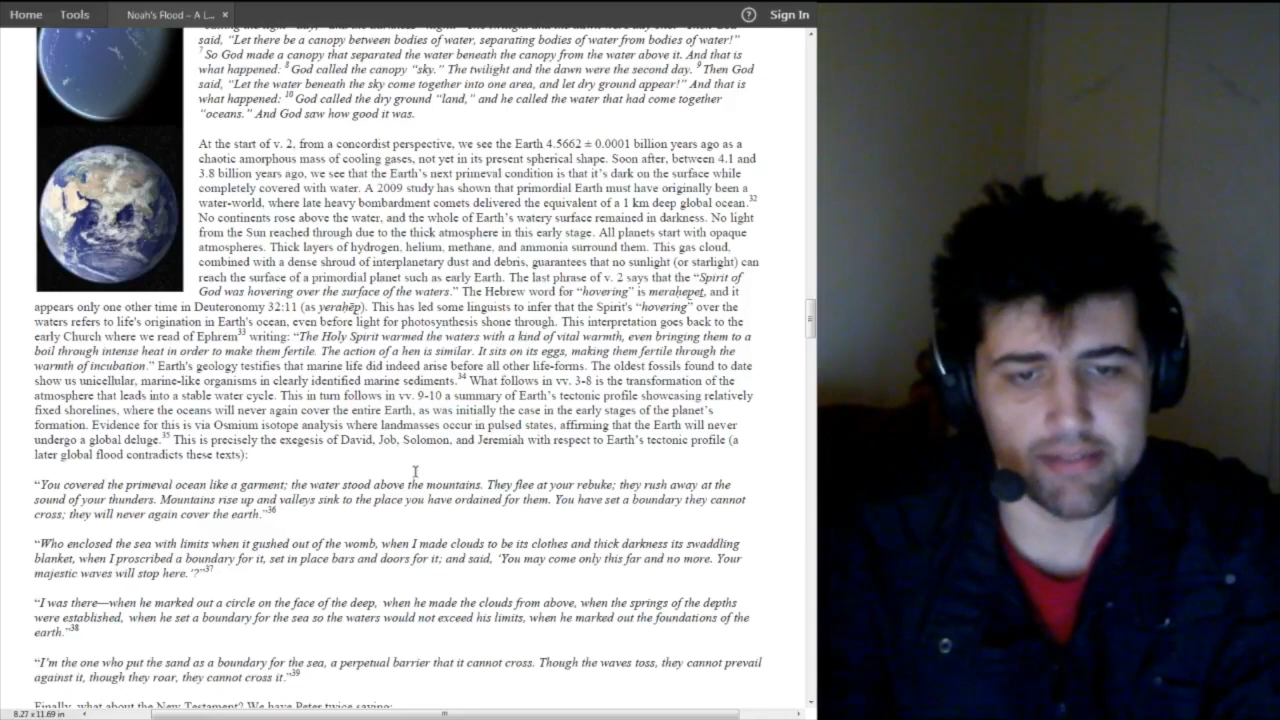 Home Tools Noah's Flood – A L... × ? Sign In
said, “Let there be a canopy between bodies of water, separating bodies of water from bodies of water!”
7 So God made a canopy that separated the water beneath the canopy from the water above it. And that is
what happened. 8 God called the canopy “sky.” The twilight and the dawn were the second day. 9 Then God
said, “Let the water beneath the sky come together into one area, and let dry ground appear!” And that is
what happened: 10 God called the dry ground “land,” and he called the water that had come together
“oceans.” And God saw how good it was.
At the start of v. 2, from a concordist perspective, we see the Earth 4.5662 ± 0.0001 billion years ago as a
chaotic amorphous mass of cooling gases, not yet in its present spherical shape. Soon after, between 4.1 and
3.8 billion years ago, we see that the Earth's next primeval condition is that it's dark on the surface while
completely covered with water. A 2009 study has shown that primordial Earth must have originally been a
water-world, where late heavy bombardment comets delivered the equivalent of a 1 km deep global ocean.32
No continents rose above the water, and the whole of Earth's watery surface remained in darkness. No light
from the Sun reached through due to the thick atmosphere in this early stage. All planets start with opaque
atmospheres. Thick layers of hydrogen, helium, methane, and ammonia surround them. This gas cloud,
combined with a dense shroud of interplanetary dust and debris, guarantees that no sunlight (or starlight) can
reach the surface of a primordial planet such as early Earth. The last phrase of v. 2 says that the “Spirit of
God was hovering over the surface of the waters.” The Hebrew word for “hovering” is meraḥepeṭ, and it
appears only one other time in Deuteronomy 32:11 (as yeraḥēp). This has led some linguists to infer that the Spirit's “hovering” over the
waters refers to life's origination in Earth's ocean, even before light for photosynthesis shone through. This interpretation goes back to the
early Church where we read of Ephrem33 writing: “The Holy Spirit warmed the waters with a kind of vital warmth, even bringing them to a
boil through intense heat in order to make them fertile. The action of a hen is similar. It sits on its eggs, making them fertile through the
warmth of incubation.” Earth's geology testifies that marine life did indeed arise before all other life-forms. The oldest fossils found to date
show us unicellular, marine-like organisms in clearly identified marine sediments.34 What follows in vv. 3-8 is the transformation of the
atmosphere that leads into a stable water cycle. This in turn follows in vv. 9-10 a summary of Earth's tectonic profile showcasing relatively
fixed shorelines, where the oceans will never again cover the entire Earth, as was initially the case in the early stages of the planet's
formation. Evidence for this is via Osmium isotope analysis where landmasses occur in pulsed states, affirming that the Earth will never
undergo a global deluge.35 This is precisely the exegesis of David, Job, Solomon, and Jeremiah with respect to Earth's tectonic profile (a
later global flood contradicts these texts):
“You covered the primeval ocean like a garment; the water stood above the mountains. They flee at your rebuke; they rush away at the
sound of your thunders. Mountains rise up and valleys sink to the place you have ordained for them. You have set a boundary they cannot
cross; they will never again cover the earth.”36
“Who enclosed the sea with limits when it gushed out of the womb, when I made clouds to be its clothes and thick darkness its swaddling
blanket, when I proscribed a boundary for it, set in place bars and doors for it; and said, ‘You may come only this far and no more. Your
majestic waves will stop here.’?”37
“I was there—when he marked out a circle on the face of the deep, when he made the clouds from above, when the springs of the depths
were established, when he set a boundary for the sea so the waters would not exceed his limits, when he marked out the foundations of the
earth.”38
“I'm the one who put the sand as a boundary for the sea, a perpetual barrier that it cannot cross. Though the waves toss, they cannot prevail
against it, though they roar, they cannot cross it.”39
Finally, what about the New Testament? We have Peter twice saying:
8.27 x 11.69 in